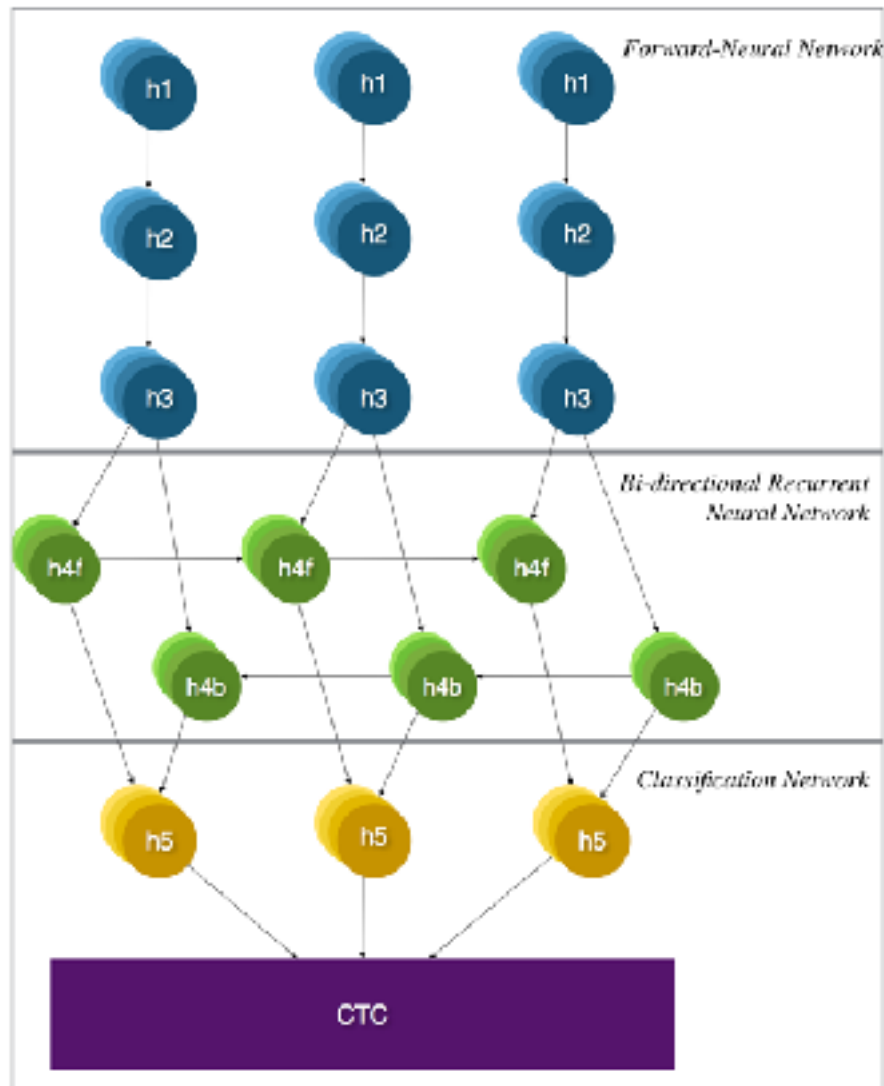 Forward-Neural Network
h1 h1 h1
h2 h2 h2
h3 h3 h3
Bi-directional Recurrent
Neural Network
h4f h4f h4f
h4b h4b h4b
Classification Network
h5 h5 h5
CTC